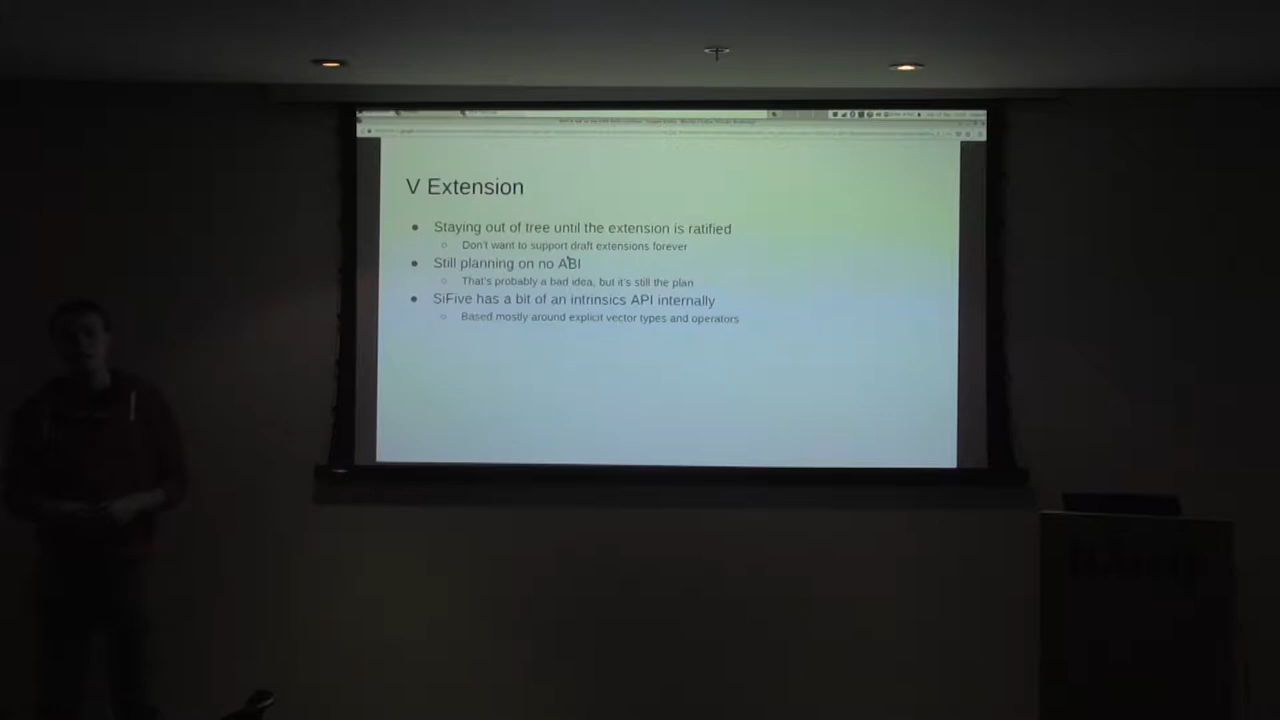 V Extension
● Staying out of tree until the extension is ratified
○ Don't want to support draft extensions forever
● Still planning on no ABI
○ That's probably a bad idea, but it's still the plan
● SiFive has a bit of an intrinsics API internally
○ Based mostly around explicit vector types and operators